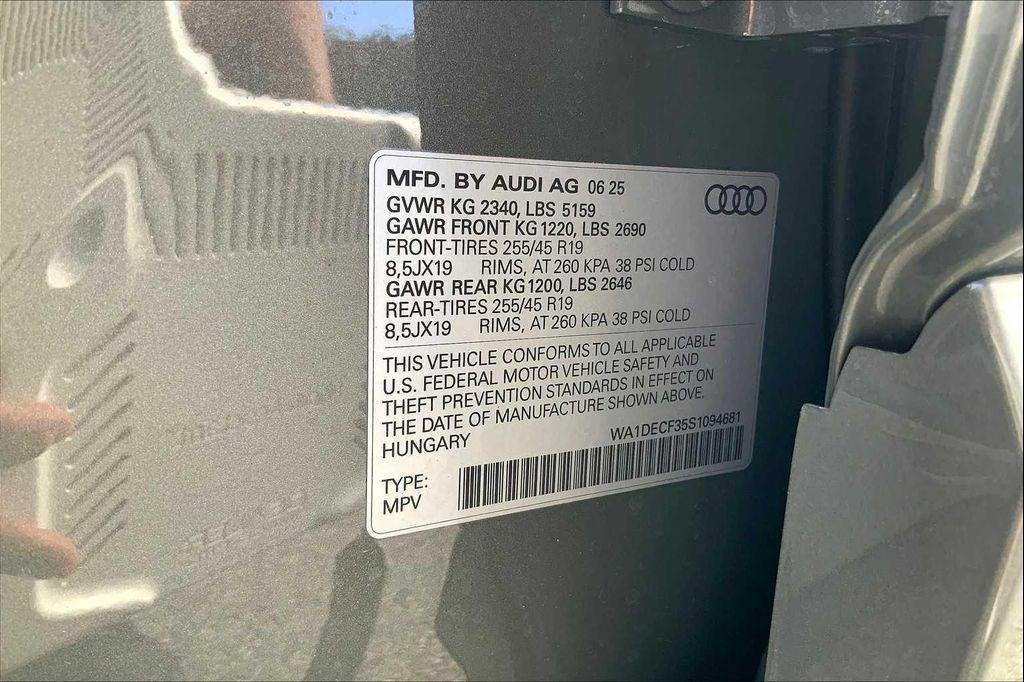 MFD. BY AUDI AG 06 25
GVWR KG 2340, LBS 5159
GAWR FRONT KG 1220, LBS 2690
FRONT-TIRES 255/45 R19
8,5JX19 RIMS, AT 260 KPA 38 PSI COLD
GAWR REAR KG 1200, LBS 2646
REAR-TIRES 255/45 R19
8,5JX19 RIMS, AT 260 KPA 38 PSI COLD
THIS VEHICLE CONFORMS TO ALL APPLICABLE
U.S. FEDERAL MOTOR VEHICLE SAFETY AND
THEFT PREVENTION STANDARDS IN EFFECT ON
THE DATE OF MANUFACTURE SHOWN ABOVE.
HUNGARY
WA1DECF35S1094681
TYPE:
MPV